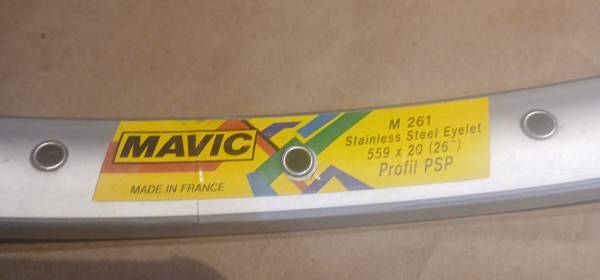 MAVIC
MADE IN FRANCE
M 261
Stainless Steel Eyelet
559 x 20 (26")
Profil PSP